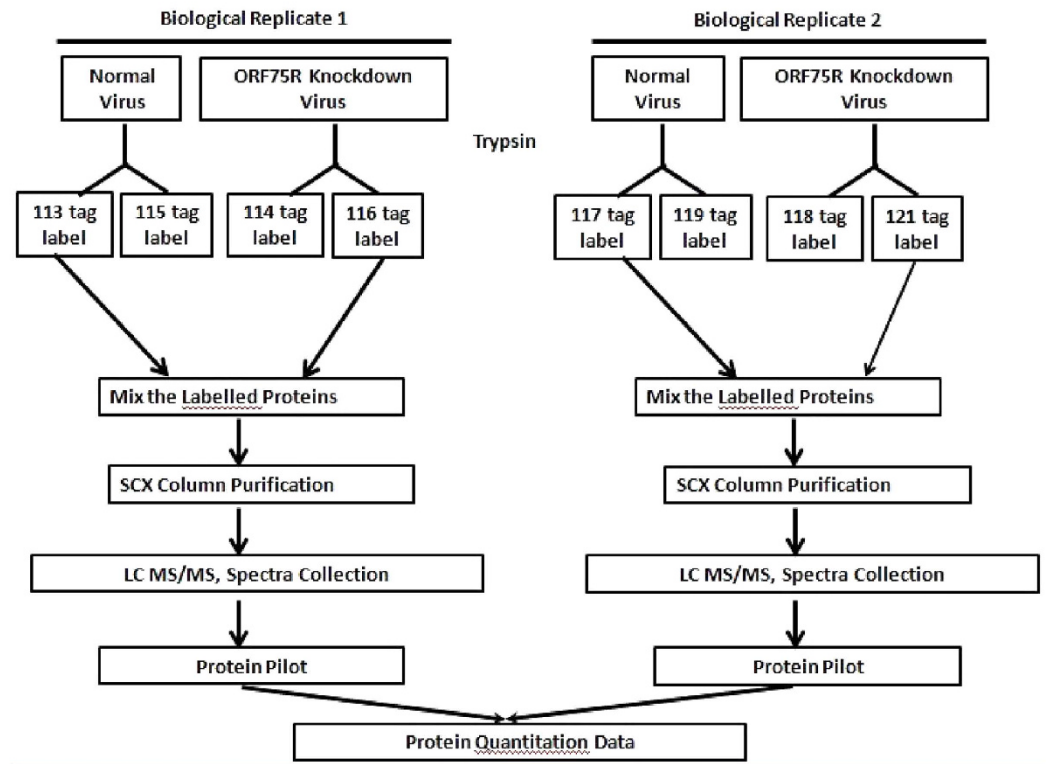 Biological Replicate 1
Biological Replicate 2
Normal
Virus
ORF75R Knockdown
Virus
Normal
Virus
ORF75R Knockdown
Virus
Trypsin
113 tag
label
115 tag
label
114 tag
label
116 tag
label
117 tag
label
119 tag
label
118 tag
label
121 tag
label
Mix the Labelled Proteins
Mix the Labelled Proteins
SCX Column Purification
SCX Column Purification
LC MS/MS, Spectra Collection
LC MS/MS, Spectra Collection
Protein Pilot
Protein Pilot
Protein Quantitation Data